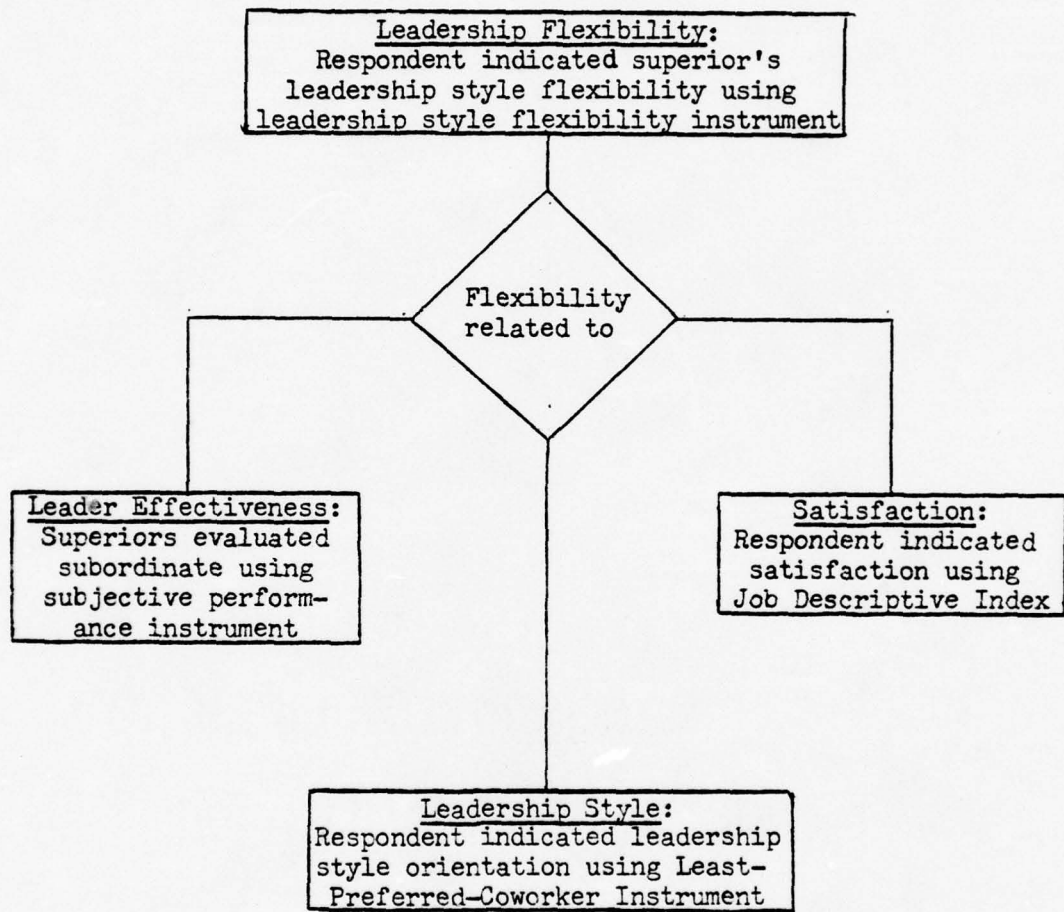 Leadership Flexibility:
Respondent indicated superior's
leadership style flexibility using
leadership style flexibility instrument
Flexibility
related to
Leader Effectiveness:
Superiors evaluated
subordinate using
subjective perform-
ance instrument
Satisfaction:
Respondent indicated
satisfaction using
Job Descriptive Index
Leadership Style:
Respondent indicated leadership
style orientation using Least-
Preferred-Coworker Instrument